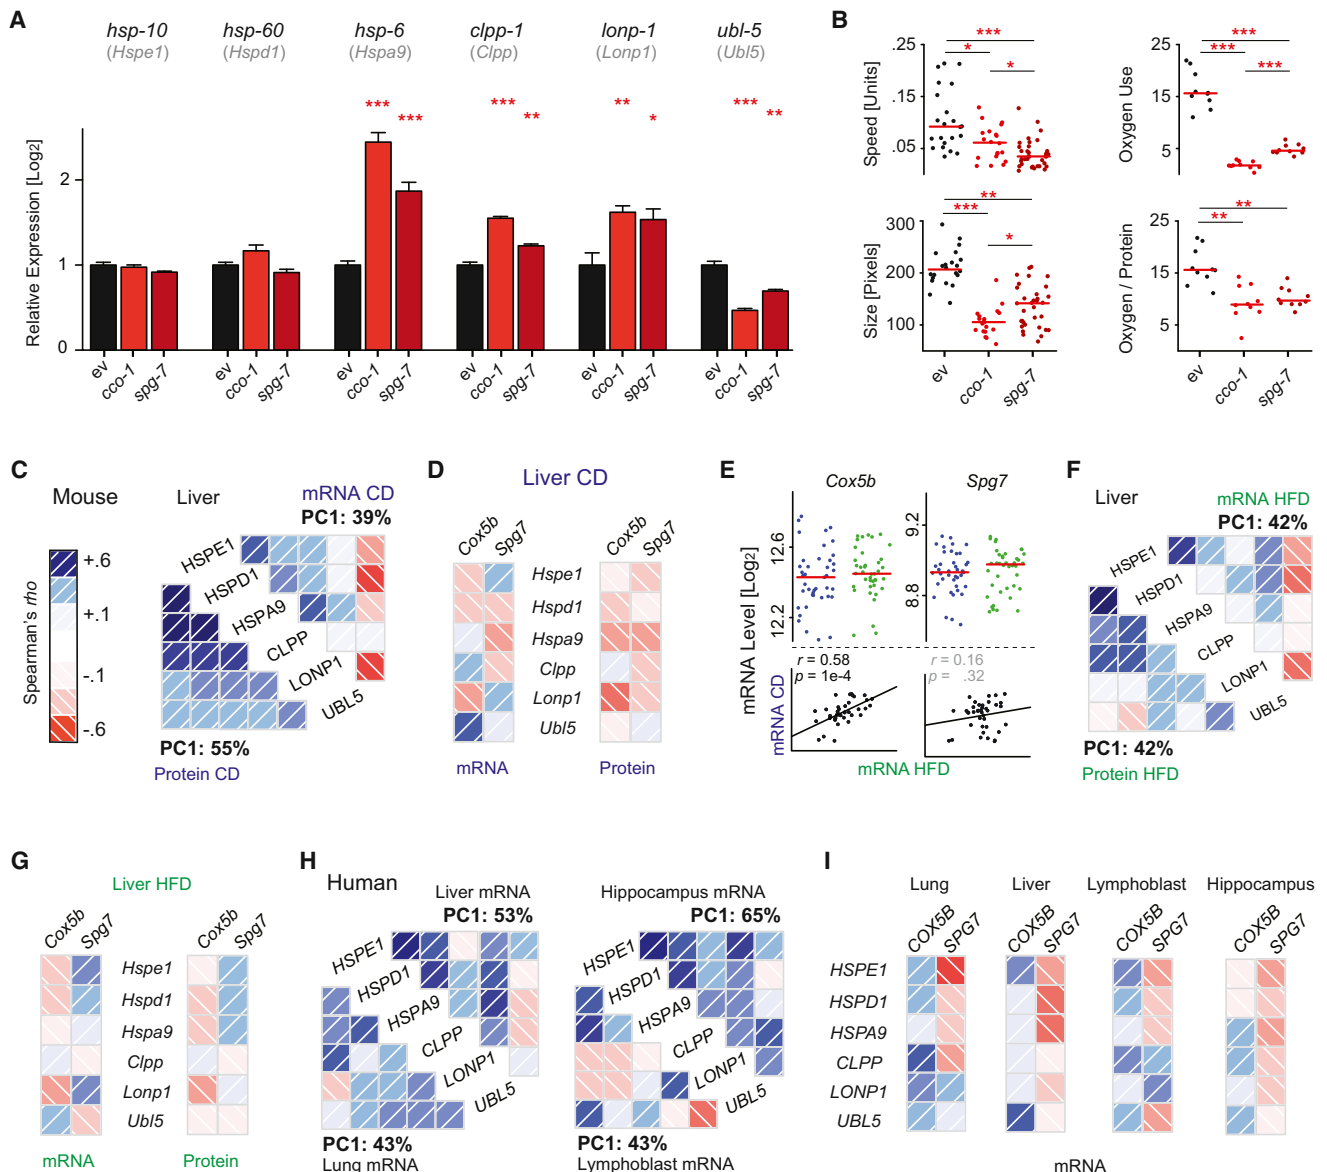 A
hsp-10 hsp-60 hsp-6 clpp-1 lonp-1 ubl-5
(Hspe1) (Hspd1) (Hspa9) (Clpp) (Lonp1) (Ubl5)
*** *** ** ***
*** ** * **
Relative Expression [Log2]
2
1
0
ev cco-1 spg-7 ev cco-1 spg-7 ev cco-1 spg-7 ev cco-1 spg-7 ev cco-1 spg-7 ev cco-1 spg-7
B
Speed [Units]
.25
.15
.05
***
* *
Oxygen Use
25
15
5
***
*** ***
Size [Pixels]
300
200
100
**
*** *
ev cco-1 spg-7
Oxygen / Protein
25
15
5
**
**
ev cco-1 spg-7
C
Mouse
Liver
mRNA CD
PC1: 39%
Spearman's rho
+.6
+.1
-.1
-.6
HSPE1
HSPD1
HSPA9
CLPP
LONP1
UBL5
PC1: 55%
Protein CD
D
Liver CD
Cox5b Spg7 Cox5b Spg7
Hspe1
Hspd1
Hspa9
Clpp
Lonp1
Ubl5
mRNA Protein
E
Cox5b Spg7
mRNA Level [Log2]
12.6
12.2
9.2
8.8
r = 0.58
p = 1e-4
r = 0.16
p = .32
mRNA CD
mRNA HFD
F
Liver
mRNA HFD
PC1: 42%
HSPE1
HSPD1
HSPA9
CLPP
LONP1
UBL5
PC1: 42%
Protein HFD
G
Liver HFD
Cox5b Spg7 Cox5b Spg7
Hspe1
Hspd1
Hspa9
Clpp
Lonp1
Ubl5
mRNA Protein
H
Human
Liver mRNA
PC1: 53%
HSPE1
HSPD1
HSPA9
CLPP
LONP1
UBL5
PC1: 43%
Lung mRNA
Hippocampus mRNA
PC1: 65%
HSPE1
HSPD1
HSPA9
CLPP
LONP1
UBL5
PC1: 43%
Lymphoblast mRNA
I
Lung Liver Lymphoblast Hippocampus
COX5B SPG7 COX5B SPG7 COX5B SPG7 COX5B SPG7
HSPE1
HSPD1
HSPA9
CLPP
LONP1
UBL5
mRNA